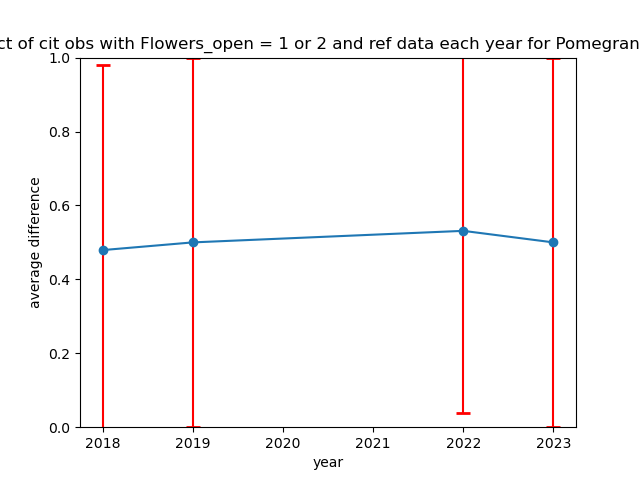 ct of cit obs with Flowers_open = 1 or 2 and ref data each year for Pomegran
1.0
0.8
0.6
0.4
0.2
0.0
average difference
2018 2019 2020 2021 2022 2023
year